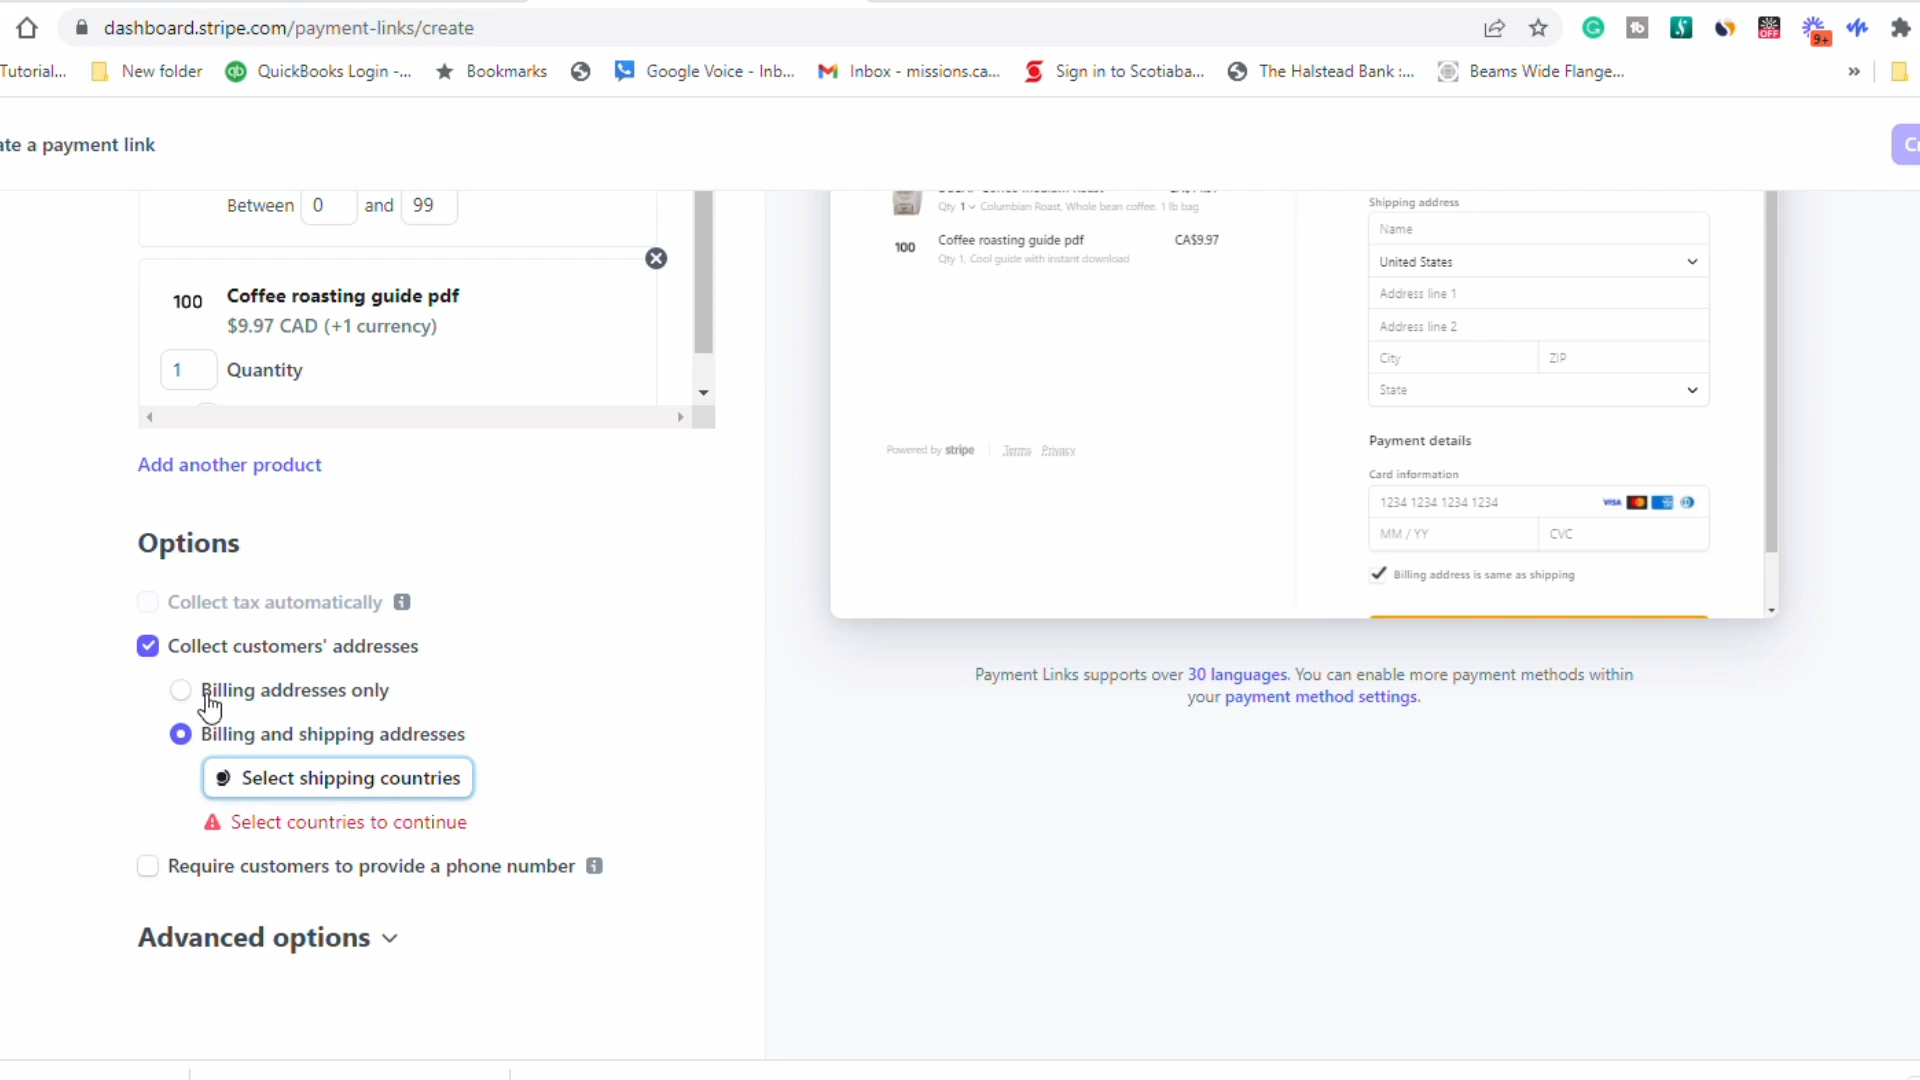 dashboard.stripe.com/payment-links/create
OFF
9+
Tutorial...
New folder
QuickBooks Login -...
Bookmarks
Google Voice - Inb...
Inbox - missions.ca...
Sign in to Scotiaba...
The Halstead Bank :...
Beams Wide Flange...
»
ate a payment link
Between 0 and 99
100
Coffee roasting guide pdf
$9.97 CAD (+1 currency)
1 Quantity
Add another product
Options
Collect tax automatically
Collect customers' addresses
Billing addresses only
Billing and shipping addresses
Select shipping countries
Select countries to continue
Require customers to provide a phone number
Advanced options
Qty 1 Columbian Roast, Whole bean coffee. 1 lb bag
100 Coffee roasting guide pdf CA$9.97
Qty 1, Cool guide with instant download
Powered by stripe Terms Privacy
Shipping address
Name
United States
Address line 1
Address line 2
City ZIP
State
Payment details
Card information
1234 1234 1234 1234 VISA
MM / YY CVC
Billing address is same as shipping
Payment Links supports over 30 languages. You can enable more payment methods within
your payment method settings.